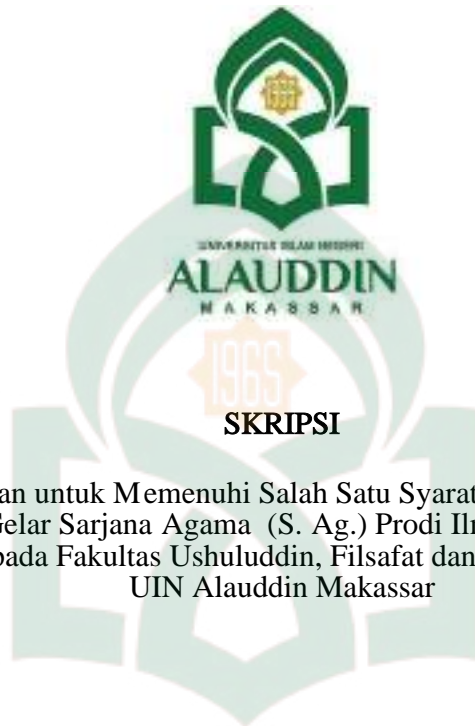 1965
UNIVERSITAS ISLAM NEGERI
ALAUDDIN
MAKASSAR
1965
SKRIPSI
an untuk Memenuhi Salah Satu Syarat
Gelar Sarjana Agama (S. Ag.) Prodi Il
pada Fakultas Ushuluddin, Filsafat dan
UIN Alauddin Makassar